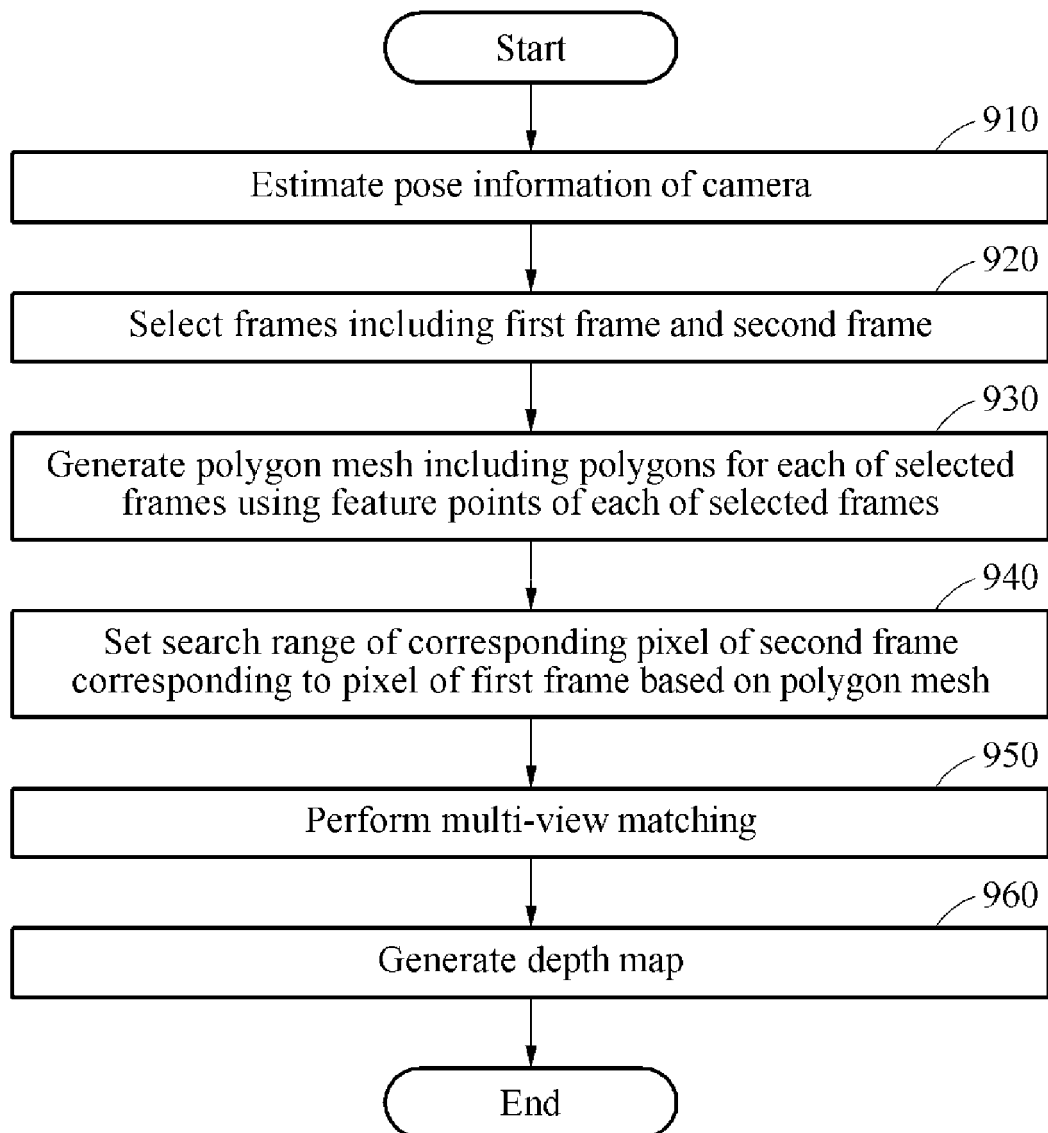 Start
910
Estimate pose information of camera
920
Select frames including first frame and second frame
930
Generate polygon mesh including polygons for each of selected
frames using feature points of each of selected frames
940
Set search range of corresponding pixel of second frame
corresponding to pixel of first frame based on polygon mesh
950
Perform multi-view matching
960
Generate depth map
End